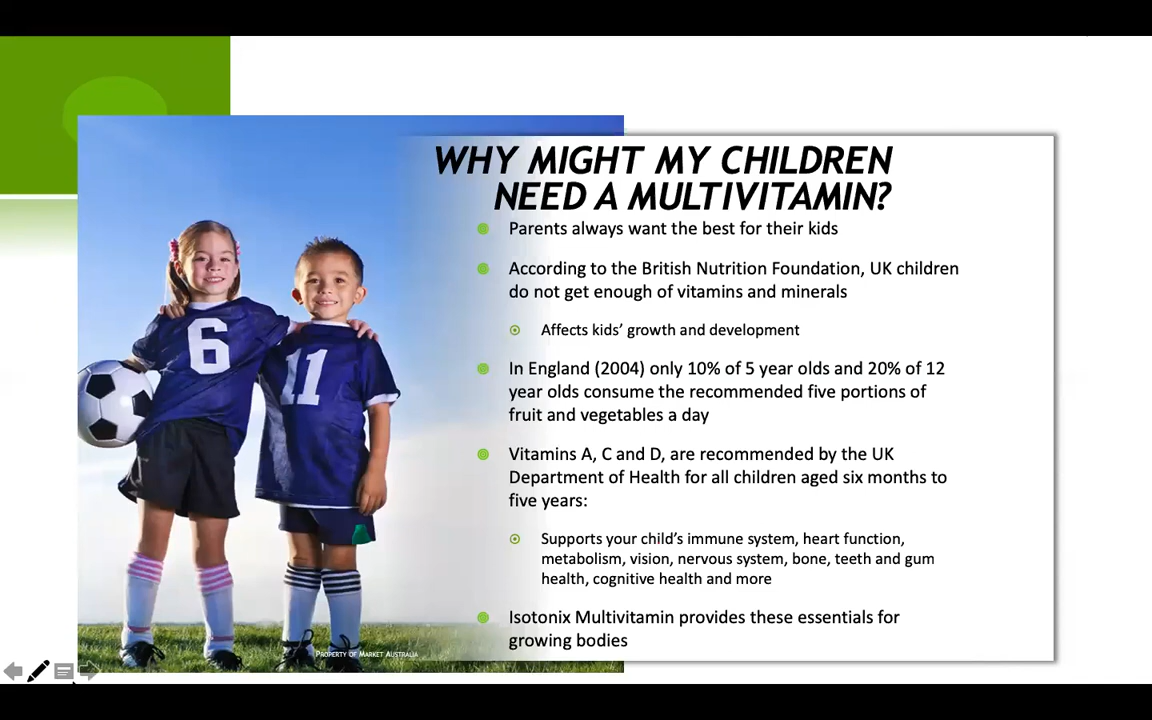 WHY MIGHT MY CHILDREN
NEED A MULTIVITAMIN?
Parents always want the best for their kids
According to the British Nutrition Foundation, UK children
do not get enough of vitamins and minerals
Affects kids’ growth and development
In England (2004) only 10% of 5 year olds and 20% of 12
year olds consume the recommended five portions of
fruit and vegetables a day
Vitamins A, C and D, are recommended by the UK
Department of Health for all children aged six months to
five years:
Supports your child’s immune system, heart function,
metabolism, vision, nervous system, bone, teeth and gum
health, cognitive health and more
Isotonix Multivitamin provides these essentials for
growing bodies
6
11
PROPERTY OF MARKET AUSTRALIA